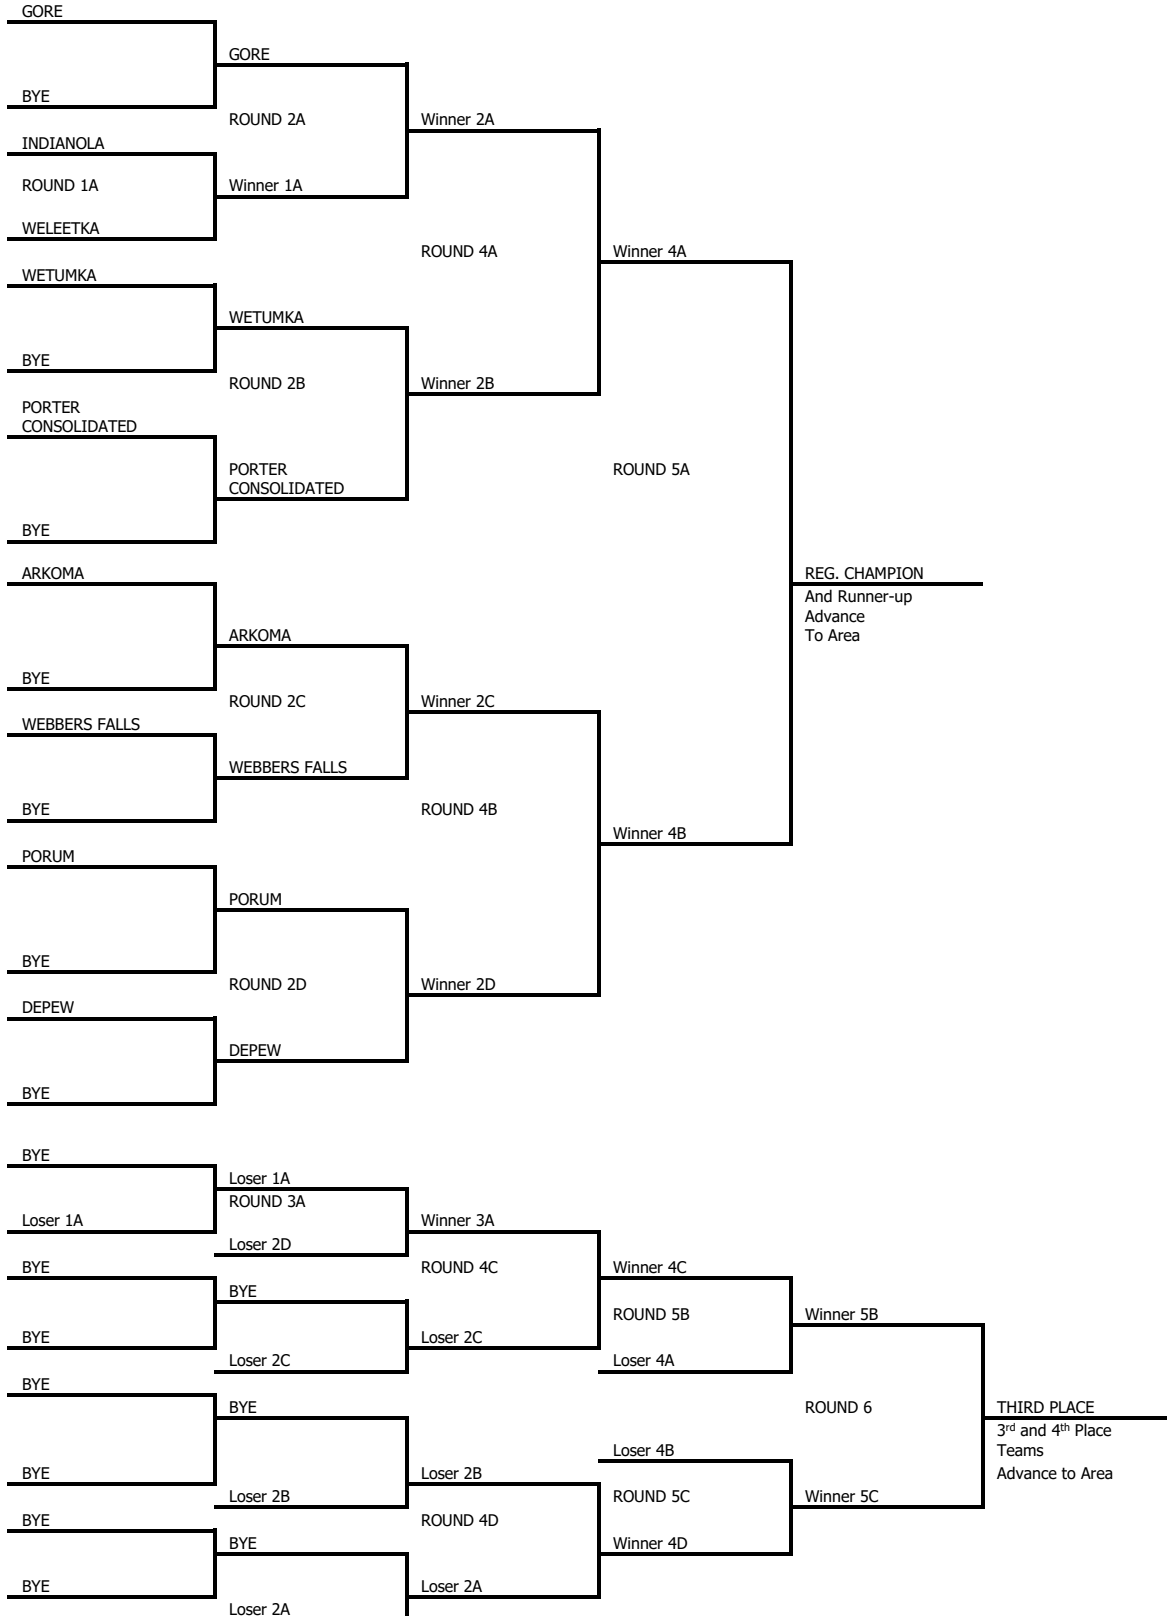 GORE
GORE
BYE
ROUND 2A
Winner 2A
INDIANOLA
ROUND 1A
Winner 1A
WELEETKA
ROUND 4A
Winner 4A
WETUMKA
WETUMKA
BYE
ROUND 2B
Winner 2B
PORTER
CONSOLIDATED
PORTER
CONSOLIDATED
ROUND 5A
BYE
ARKOMA
REG. CHAMPION
And Runner-up
Advance
To Area
ARKOMA
BYE
ROUND 2C
Winner 2C
WEBBERS FALLS
WEBBERS FALLS
BYE
ROUND 4B
Winner 4B
PORUM
PORUM
BYE
ROUND 2D
Winner 2D
DEPEW
DEPEW
BYE
BYE
Loser 1A
ROUND 3A
Loser 1A
Winner 3A
Loser 2D
BYE
ROUND 4C
Winner 4C
BYE
ROUND 5B
Winner 5B
BYE
Loser 2C
Loser 2C
Loser 4A
BYE
BYE
ROUND 6
THIRD PLACE
3rd and 4th Place
Teams
Advance to Area
Loser 4B
BYE
Loser 2B
Loser 2B
ROUND 5C
Winner 5C
BYE
ROUND 4D
BYE
Winner 4D
BYE
Loser 2A
Loser 2A